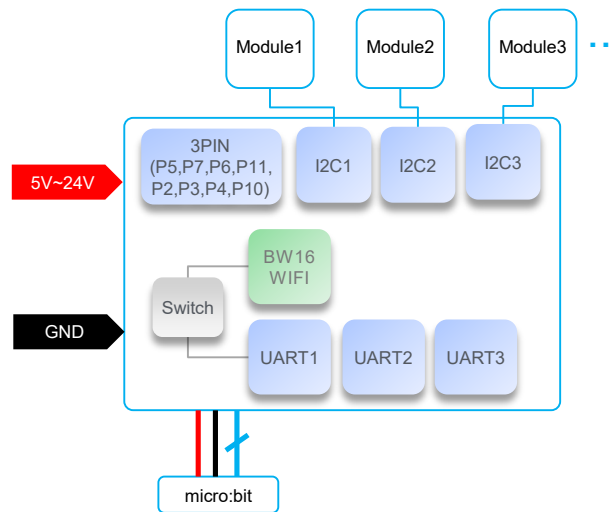 Module1
Module2
Module3
..
3PIN
(P5,P7,P6,P11,
P2,P3,P4,P10)
I2C1
I2C2
I2C3
5V~24V
BW16
WIFI
Switch
GND
UART1
UART2
UART3
micro:bit